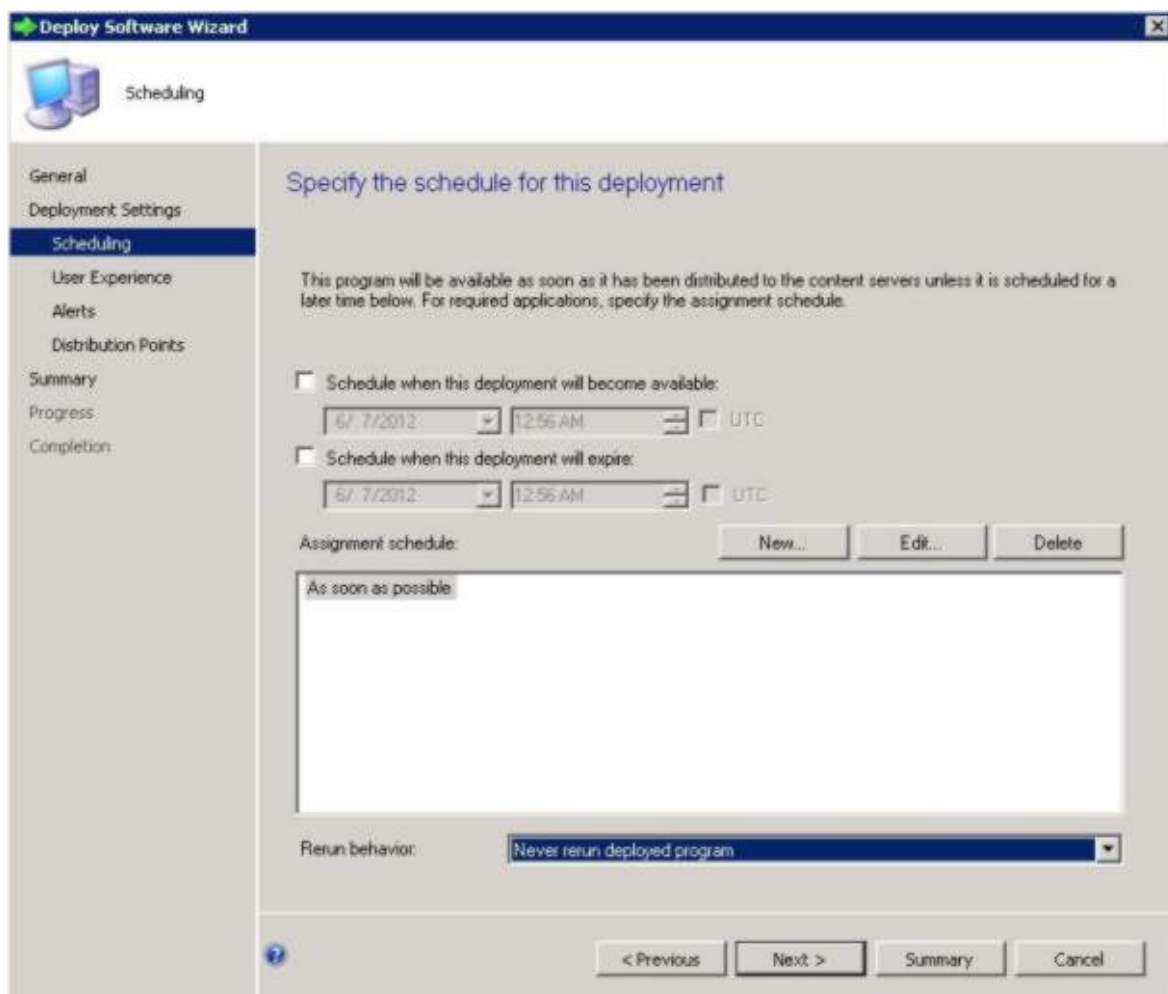 Deploy Software Wizard
Scheduling
General
Deployment Settings
Scheduling
User Experience
Alerts
Distribution Points
Summary
Progress
Completion
Specify the schedule for this deployment
This program will be available as soon as it has been distributed to the content servers unless it is scheduled for a
later time below. For required applications, specify the assignment schedule.
Schedule when this deployment will become available:
6/ 7/2012 12:56 AM UTC
Schedule when this deployment will expire:
6/ 7/2012 12:56 AM UTC
Assignment schedule: New... Edit... Delete
As soon as possible
Rerun behavior: Never rerun deployed program
< Previous Next > Summary Cancel